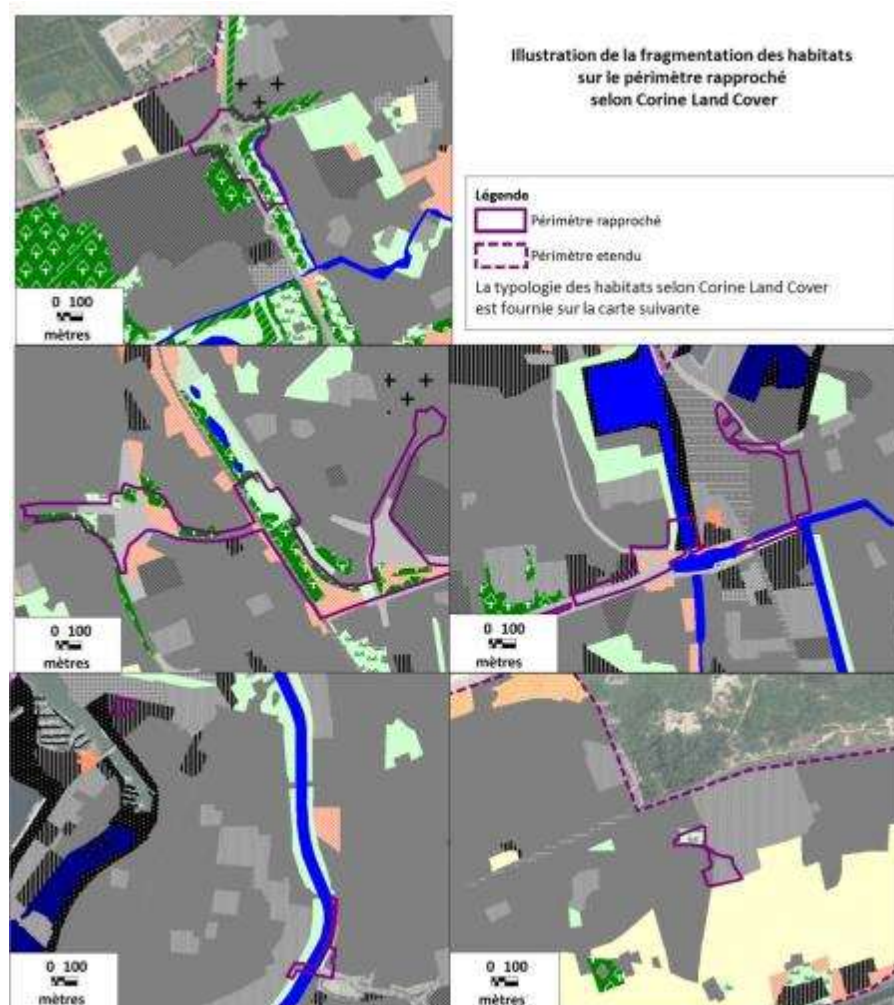 Illustration de la fragmentation des habitats
sur le périmètre rapproché
selon Corine Land Cover
Légende
Périmètre rapproché
Périmètre etendu
La typologie des habitats selon Corine Land Cover
est fournie sur la carte suivante
0 100
mètres
0 100
mètres
0 100
mètres
0 100
mètres
0 100
mètres